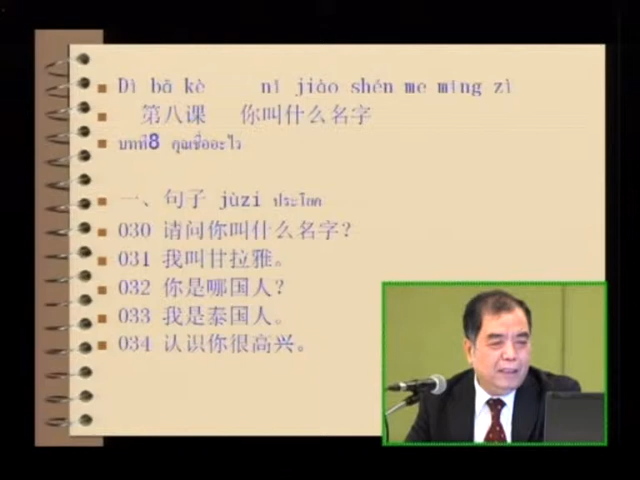 Dì bā kè nǐ jiào shén me míng zì
第八课 你叫什么名字
บทที่8 คุณชื่ออะไร
一、句子 jùzi ประโยค
030 请问你叫什么名字?
031 我叫甘拉雅。
032 你是哪国人?
033 我是泰国人。
034 认识你很高兴。